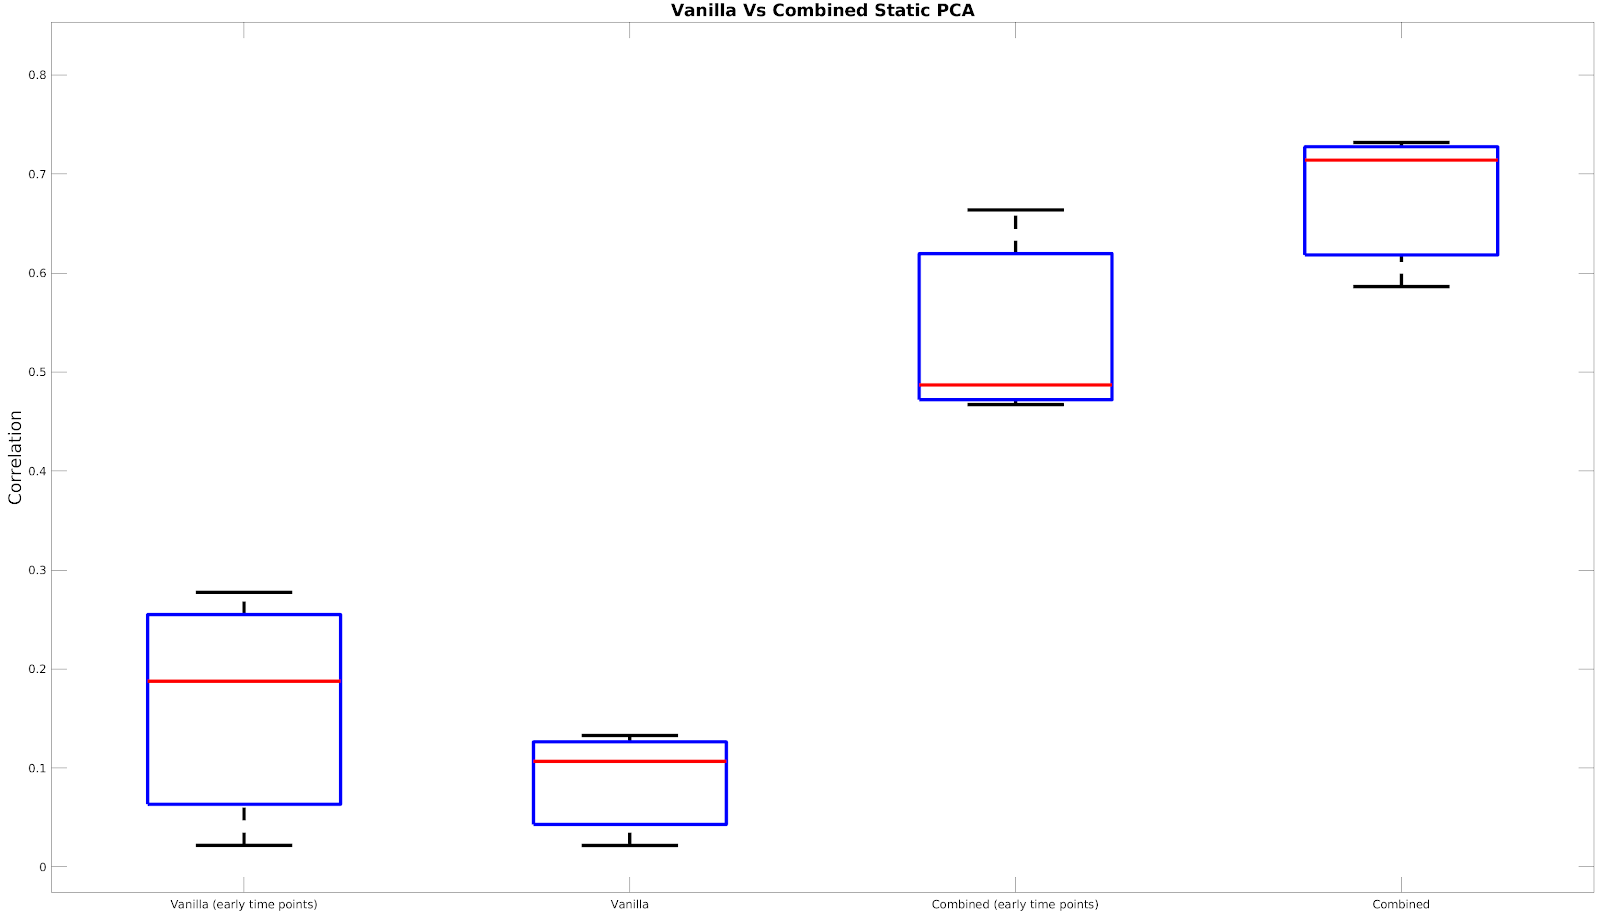 Vanilla Vs Combined Static PCA
Correlation
0.8
0.7
0.6
0.5
0.4
0.3
0.2
0.1
0
Vanilla (early time points)
Vanilla
Combined (early time points)
Combined